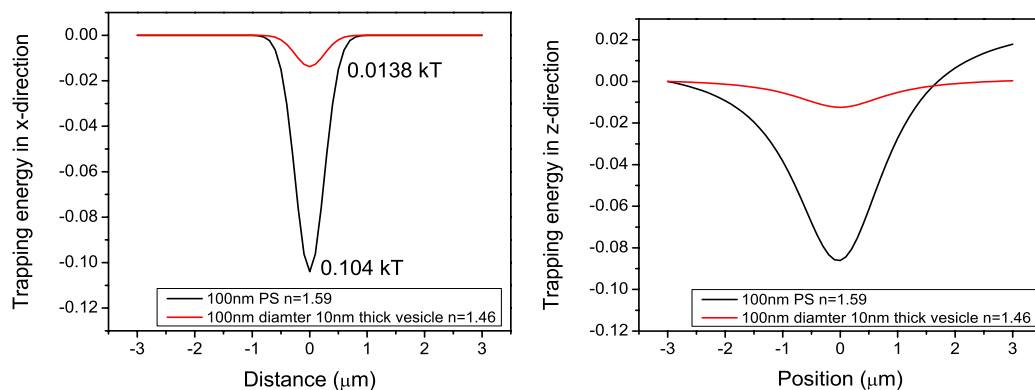 Trapping energy in x-direction
0.00
-0.02
-0.04
-0.06
-0.08
-0.10
-0.12
0.0138 kT
0.104 kT
100nm PS n=1.59
100nm diamter 10nm thick vesicle n=1.46
-3
-2
-1
0
1
2
3
Distance (μm)
Trapping energy in z-direction
0.02
0.00
-0.02
-0.04
-0.06
-0.08
-0.10
-0.12
100nm PS n=1.59
100nm diamter 10nm thick vesicle n=1.46
-3
-2
-1
0
1
2
3
Position (μm)